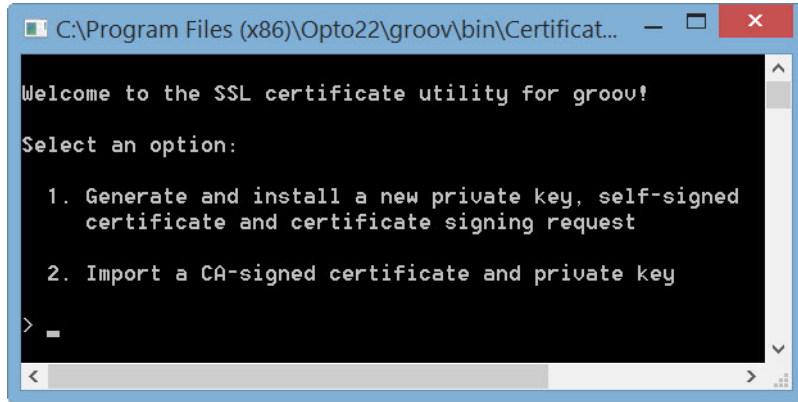 C:\Program Files (x86)\Opto22\groov\bin\Certificat...
Welcome to the SSL certificate utility for groov!
Select an option:
1. Generate and install a new private key, self-signed
certificate and certificate signing request
2. Import a CA-signed certificate and private key
> _